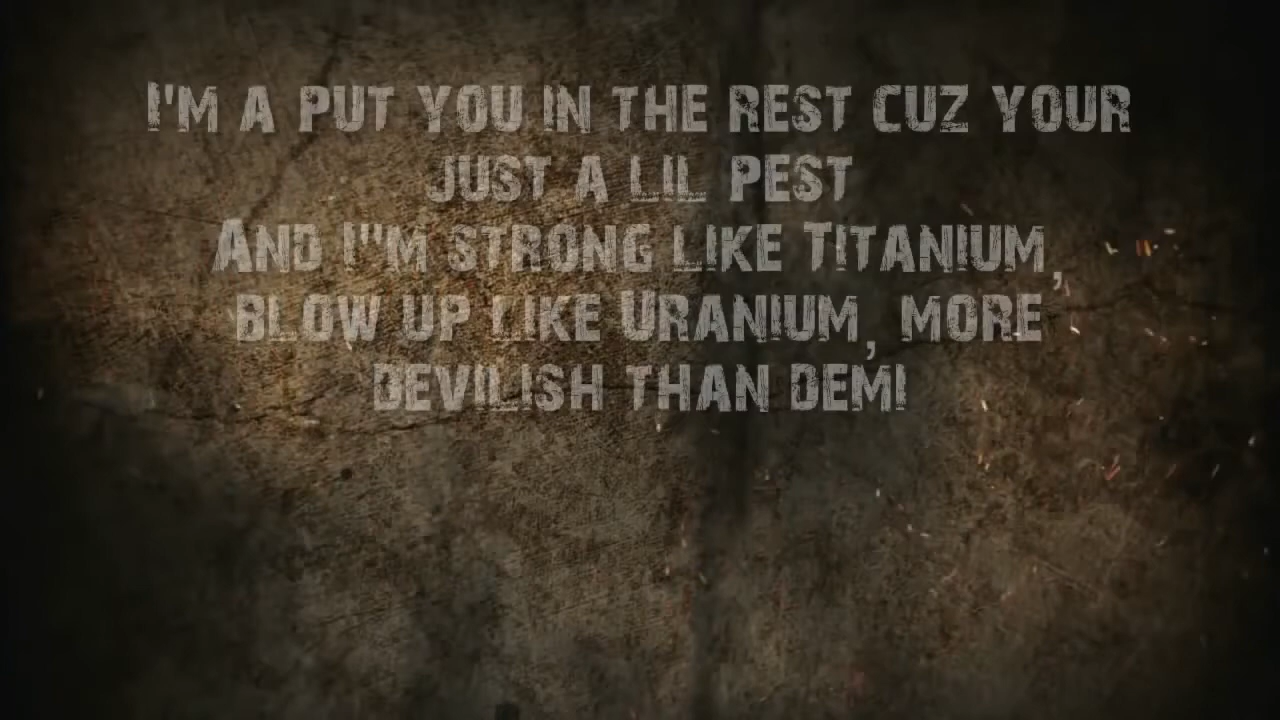 I'm a put you in the rest cuz your
just a lil pest
And I"m strong like Titanium,
blow up like Uranium, more
devilish than Demi